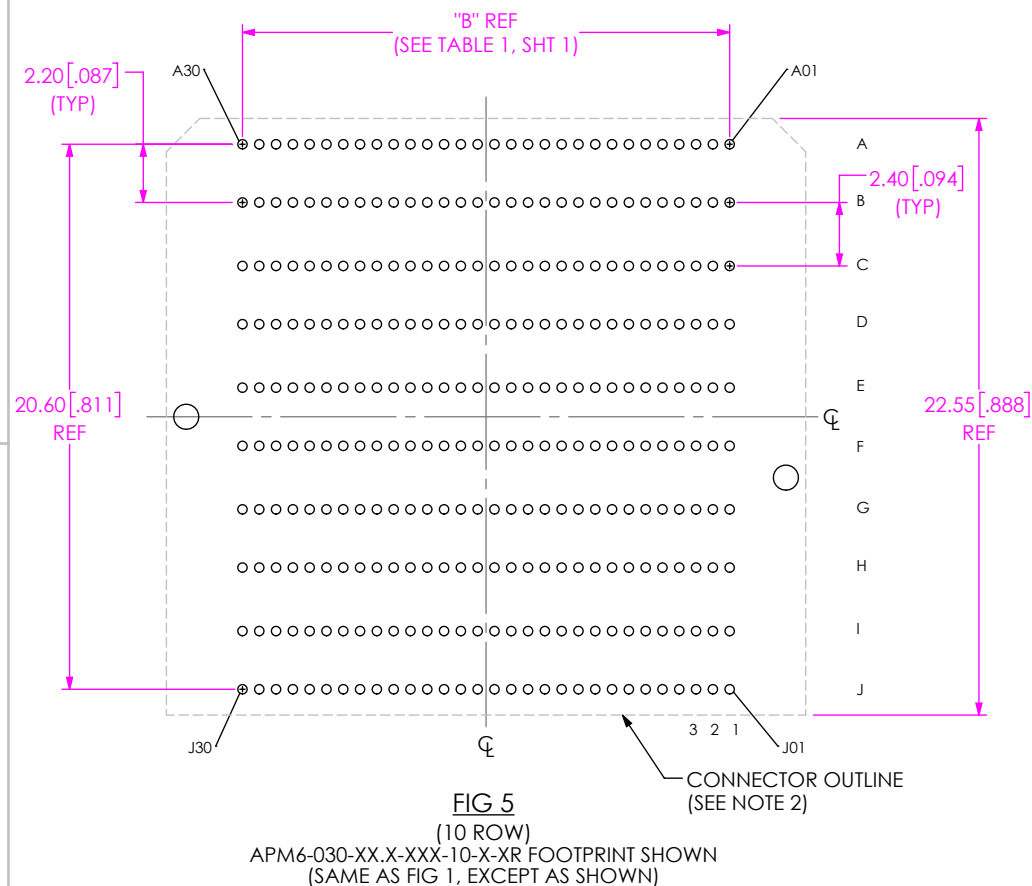 "B" REF
(SEE TABLE 1, SHT 1)
2.20[.087]
(TYP)
A30
A01
A
2.40[.094]
(TYP)
B
C
D
E
20.60[.811]
REF
22.55[.888]
REF
℄
F
G
H
I
J
3 2 1
J30
J01
℄
CONNECTOR OUTLINE
(SEE NOTE 2)
FIG 5
(10 ROW)
APM6-030-XX.X-XXX-10-X-XR FOOTPRINT SHOWN
(SAME AS FIG 1, EXCEPT AS SHOWN)